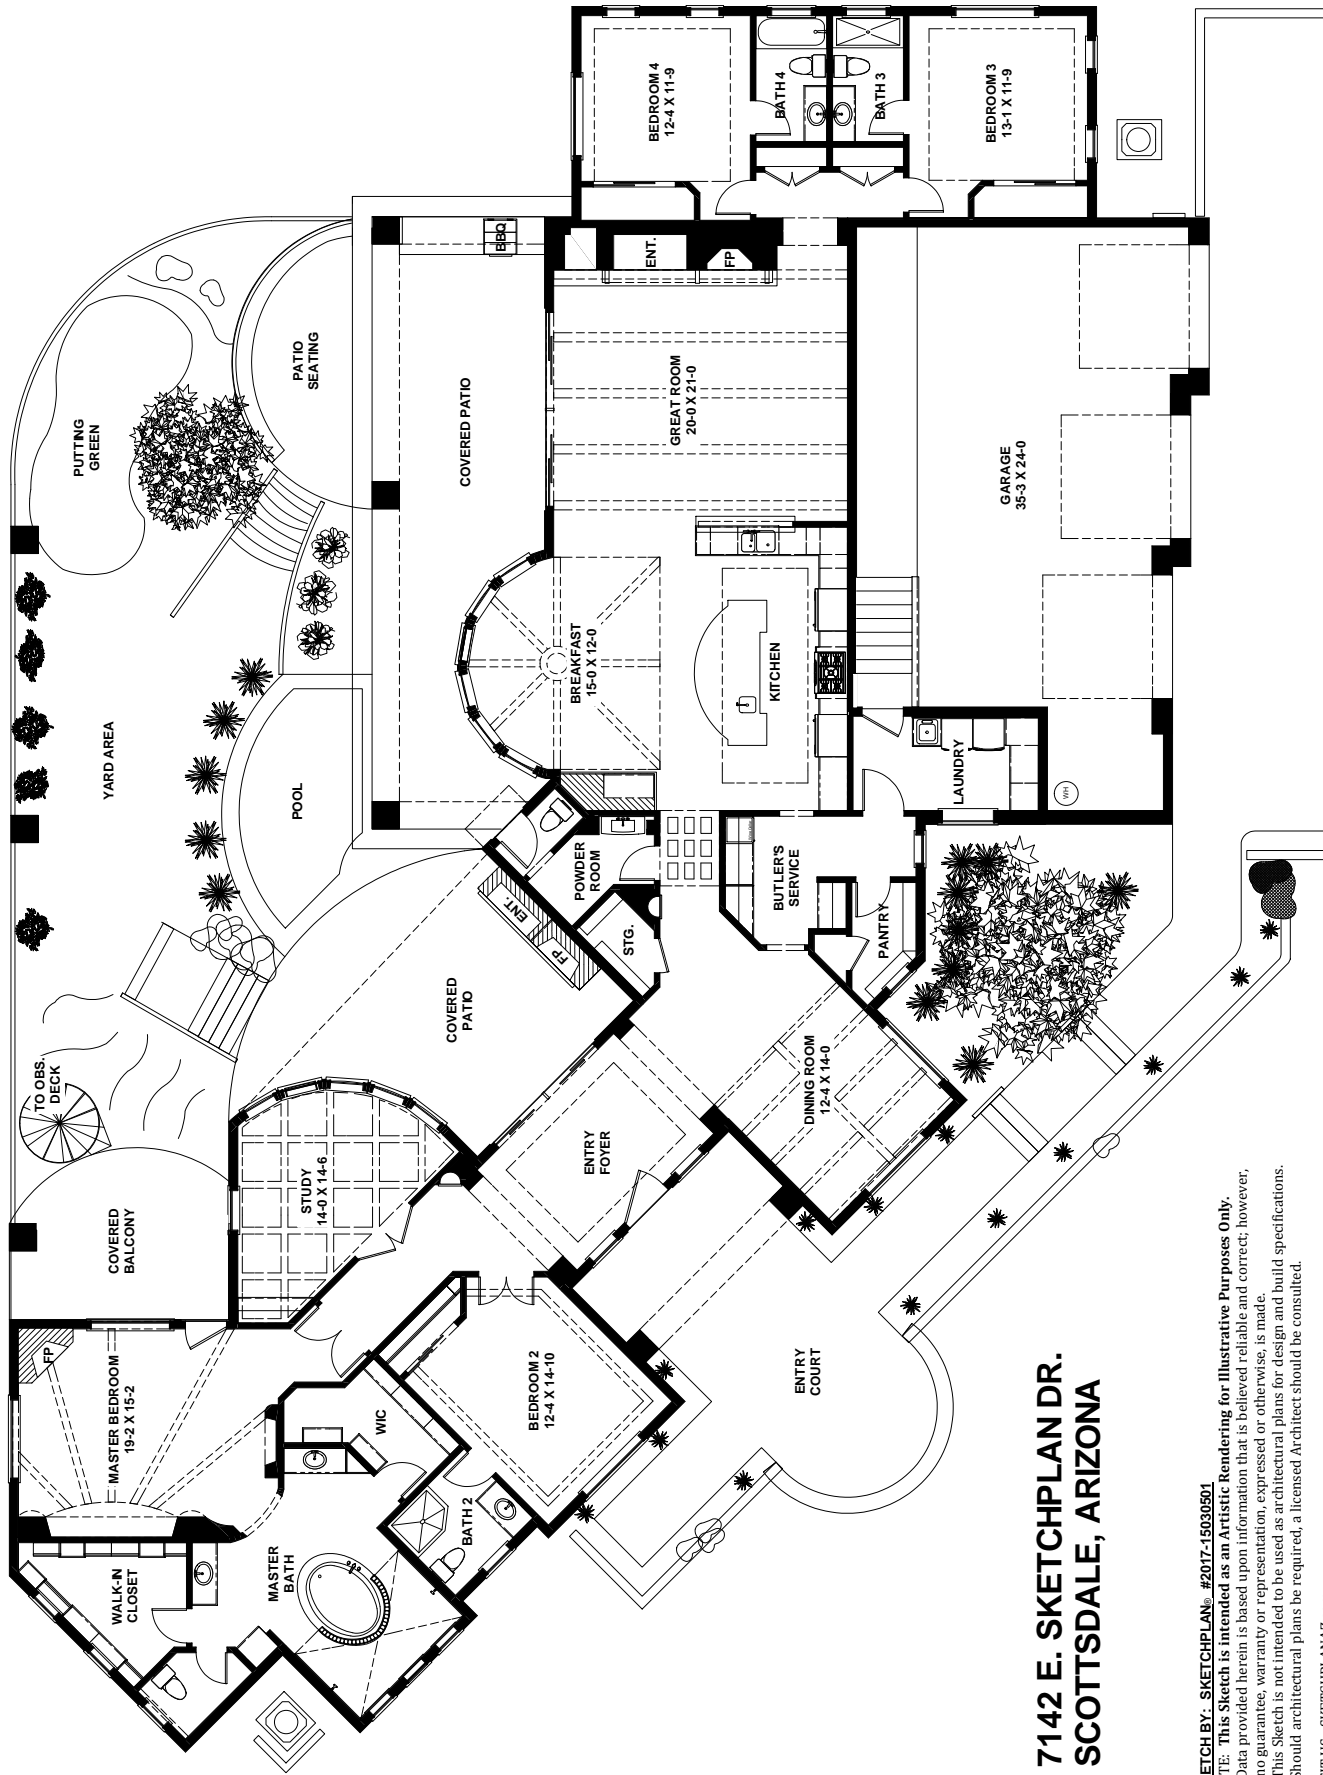 BEDROOM 4
12-4 X 11-9
BATH 4
BATH 3
BEDROOM 3
13-1 X 11-9
BBQ
ENT.
FP
PATIO
SEATING
PUTTING
GREEN
COVERED PATIO
GREAT ROOM
20-0 X 21-0
GARAGE
35-3 X 24-0
BREAKFAST
15-0 X 12-0
KITCHEN
YARD AREA
POOL
LAUNDRY
WH
POWDER
ROOM
BUTLER'S
SERVICE
PANTRY
ENT.
FP
STG.
COVERED
PATIO
TO OBS.
DECK
DINING ROOM
12-4 X 14-0
ENTRY
FOYER
STUDY
14-0 X 14-6
COVERED
BALCONY
FP
MASTER BEDROOM
19-2 X 15-2
WIC
BEDROOM 2
12-4 X 14-10
ENTRY
COURT
BATH 2
MASTER
BATH
WALK-IN
CLOSET
7142 E. SKETCHPLAN DR.
SCOTTSDALE, ARIZONA
ETCH BY: SKETCHPLAN® #2017-15030501
TE: This Sketch is intended as an Artistic Rendering for Illustrative Purposes Only.
Data provided herein is based upon information that is believed reliable and correct; however,
no guarantee, warranty or representation, expressed or otherwise, is made.
This Sketch is not intended to be used as architectural plans for design and build specifications.
Should architectural plans be required, a licensed Architect should be consulted.